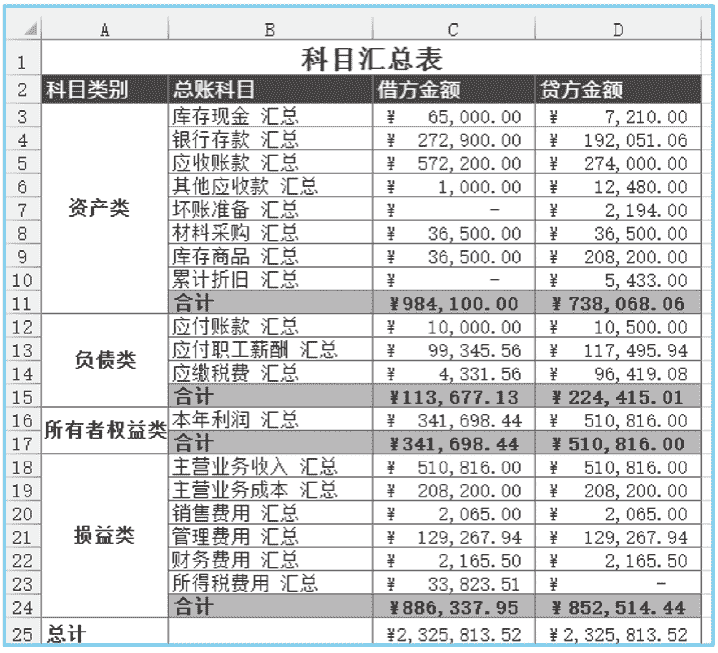 A B C D
1 科目汇总表
2 科目类别 总账科目 借方金额 贷方金额
3 库存现金 汇总 ¥ 65,000.00 ¥ 7,210.00
4 银行存款 汇总 ¥ 272,900.00 ¥ 192,051.06
5 应收账款 汇总 ¥ 572,200.00 ¥ 274,000.00
6 其他应收款 汇总 ¥ 1,000.00 ¥ 12,480.00
7 资产类 坏账准备 汇总 ¥ - ¥ 2,194.00
8 材料采购 汇总 ¥ 36,500.00 ¥ 36,500.00
9 库存商品 汇总 ¥ 36,500.00 ¥ 208,200.00
10 累计折旧 汇总 ¥ - ¥ 5,433.00
11 合计 ¥984,100.00 ¥738,068.06
12 应付账款 汇总 ¥ 10,000.00 ¥ 10,500.00
13 负债类 应付职工薪酬 汇总 ¥ 99,345.56 ¥ 117,495.94
14 应缴税费 汇总 ¥ 4,331.56 ¥ 96,419.08
15 合计 ¥113,677.13 ¥224,415.01
16 所有者权益类 本年利润 汇总 ¥ 341,698.44 ¥ 510,816.00
17 合计 ¥341,698.44 ¥510,816.00
18 主营业务收入 汇总 ¥ 510,816.00 ¥ 510,816.00
19 主营业务成本 汇总 ¥ 208,200.00 ¥ 208,200.00
20 销售费用 汇总 ¥ 2,065.00 ¥ 2,065.00
21 损益类 管理费用 汇总 ¥ 129,267.94 ¥ 129,267.94
22 财务费用 汇总 ¥ 2,165.50 ¥ 2,165.50
23 所得税费用 汇总 ¥ 33,823.51 ¥ -
24 合计 ¥886,337.95 ¥852,514.44
25 总计 ¥2,325,813.52 ¥2,325,813.52